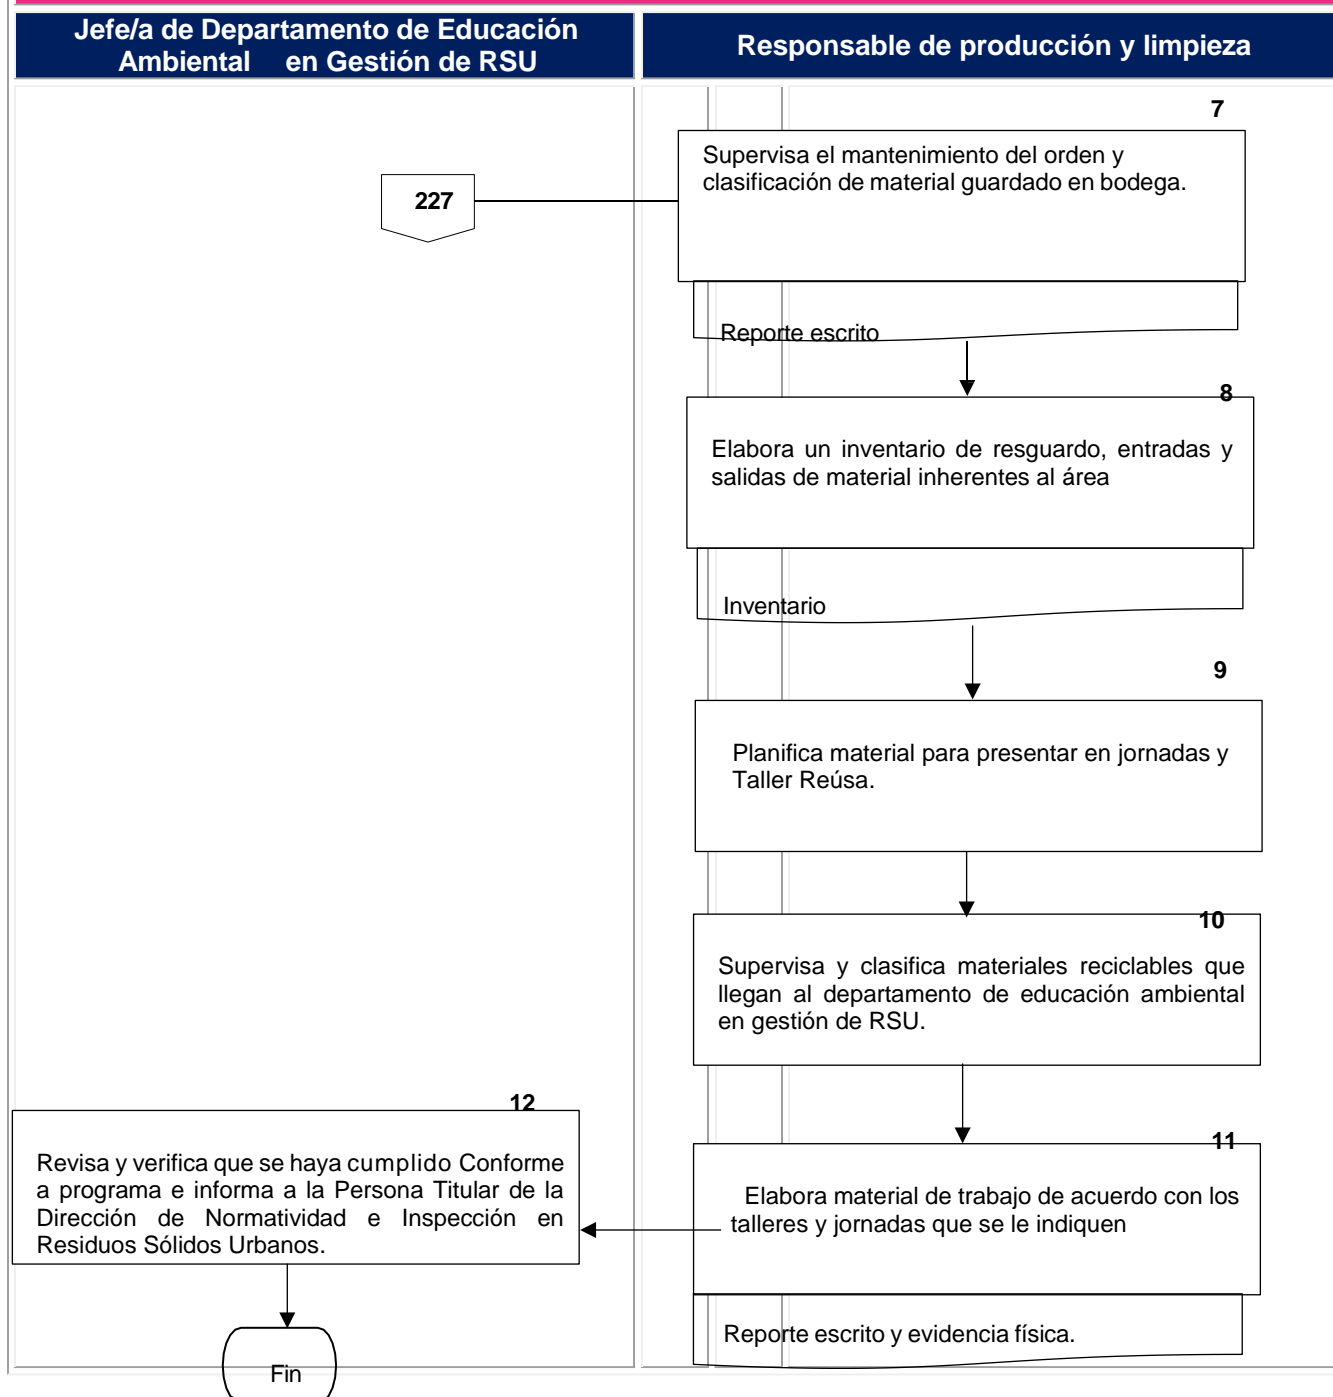 Jefe/a de Departamento de Educación
Ambiental en Gestión de RSU
Responsable de producción y limpieza
7
Supervisa el mantenimiento del orden y
clasificación de material guardado en bodega.
227
Reporte escrito
8
Elabora un inventario de resguardo, entradas y
salidas de material inherentes al área
Inventario
9
Planifica material para presentar en jornadas y
Taller Reúsa.
10
Supervisa y clasifica materiales reciclables que
llegan al departamento de educación ambiental
en gestión de RSU.
11
Elabora material de trabajo de acuerdo con los
talleres y jornadas que se le indiquen
Reporte escrito y evidencia física.
12
Revisa y verifica que se haya cumplido Conforme
a programa e informa a la Persona Titular de la
Dirección de Normatividad e Inspección en
Residuos Sólidos Urbanos.
Fin